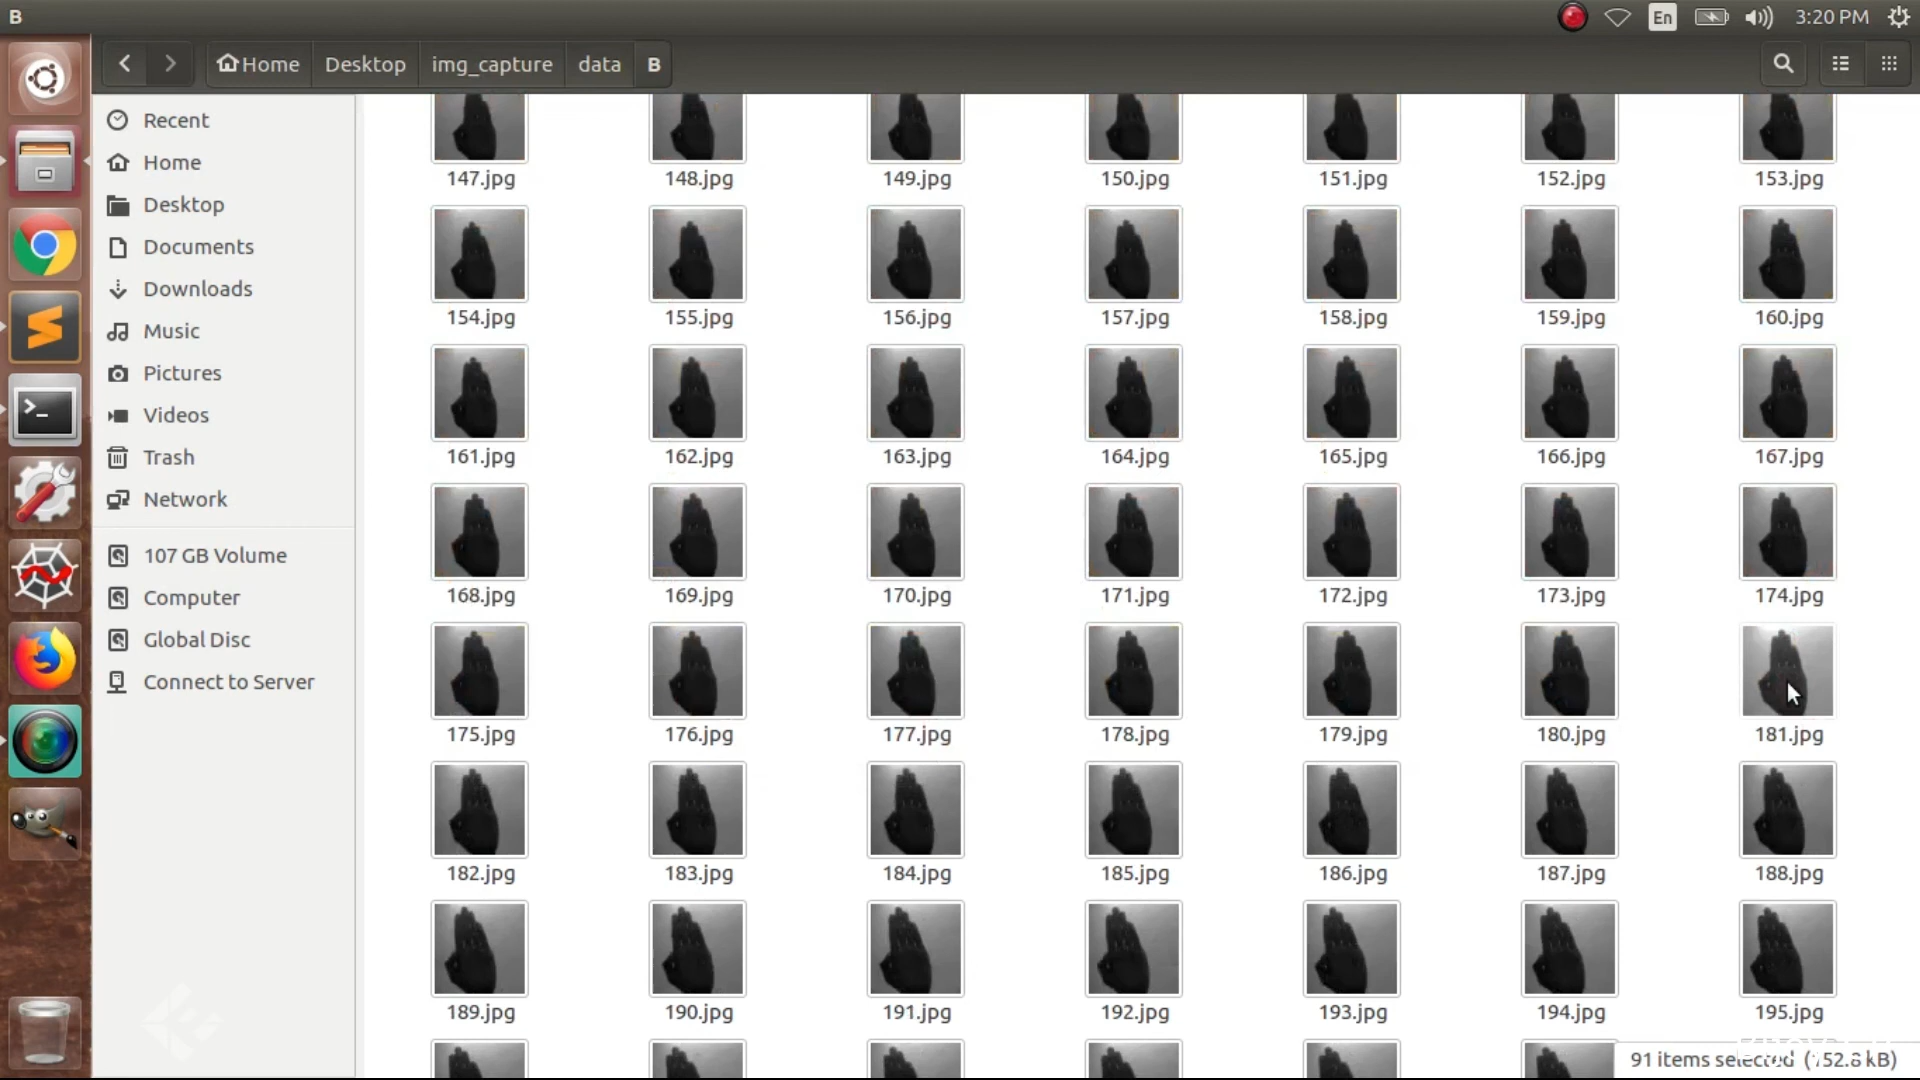 B
En
3:20 PM
Home
Desktop
img_capture
data
B
Recent
Home
Desktop
Documents
Downloads
Music
Pictures
Videos
Trash
Network
107 GB Volume
Computer
Global Disc
Connect to Server
147.jpg 148.jpg 149.jpg 150.jpg 151.jpg 152.jpg 153.jpg
154.jpg 155.jpg 156.jpg 157.jpg 158.jpg 159.jpg 160.jpg
161.jpg 162.jpg 163.jpg 164.jpg 165.jpg 166.jpg 167.jpg
168.jpg 169.jpg 170.jpg 171.jpg 172.jpg 173.jpg 174.jpg
175.jpg 176.jpg 177.jpg 178.jpg 179.jpg 180.jpg 181.jpg
182.jpg 183.jpg 184.jpg 185.jpg 186.jpg 187.jpg 188.jpg
189.jpg 190.jpg 191.jpg 192.jpg 193.jpg 194.jpg 195.jpg
91 items selected